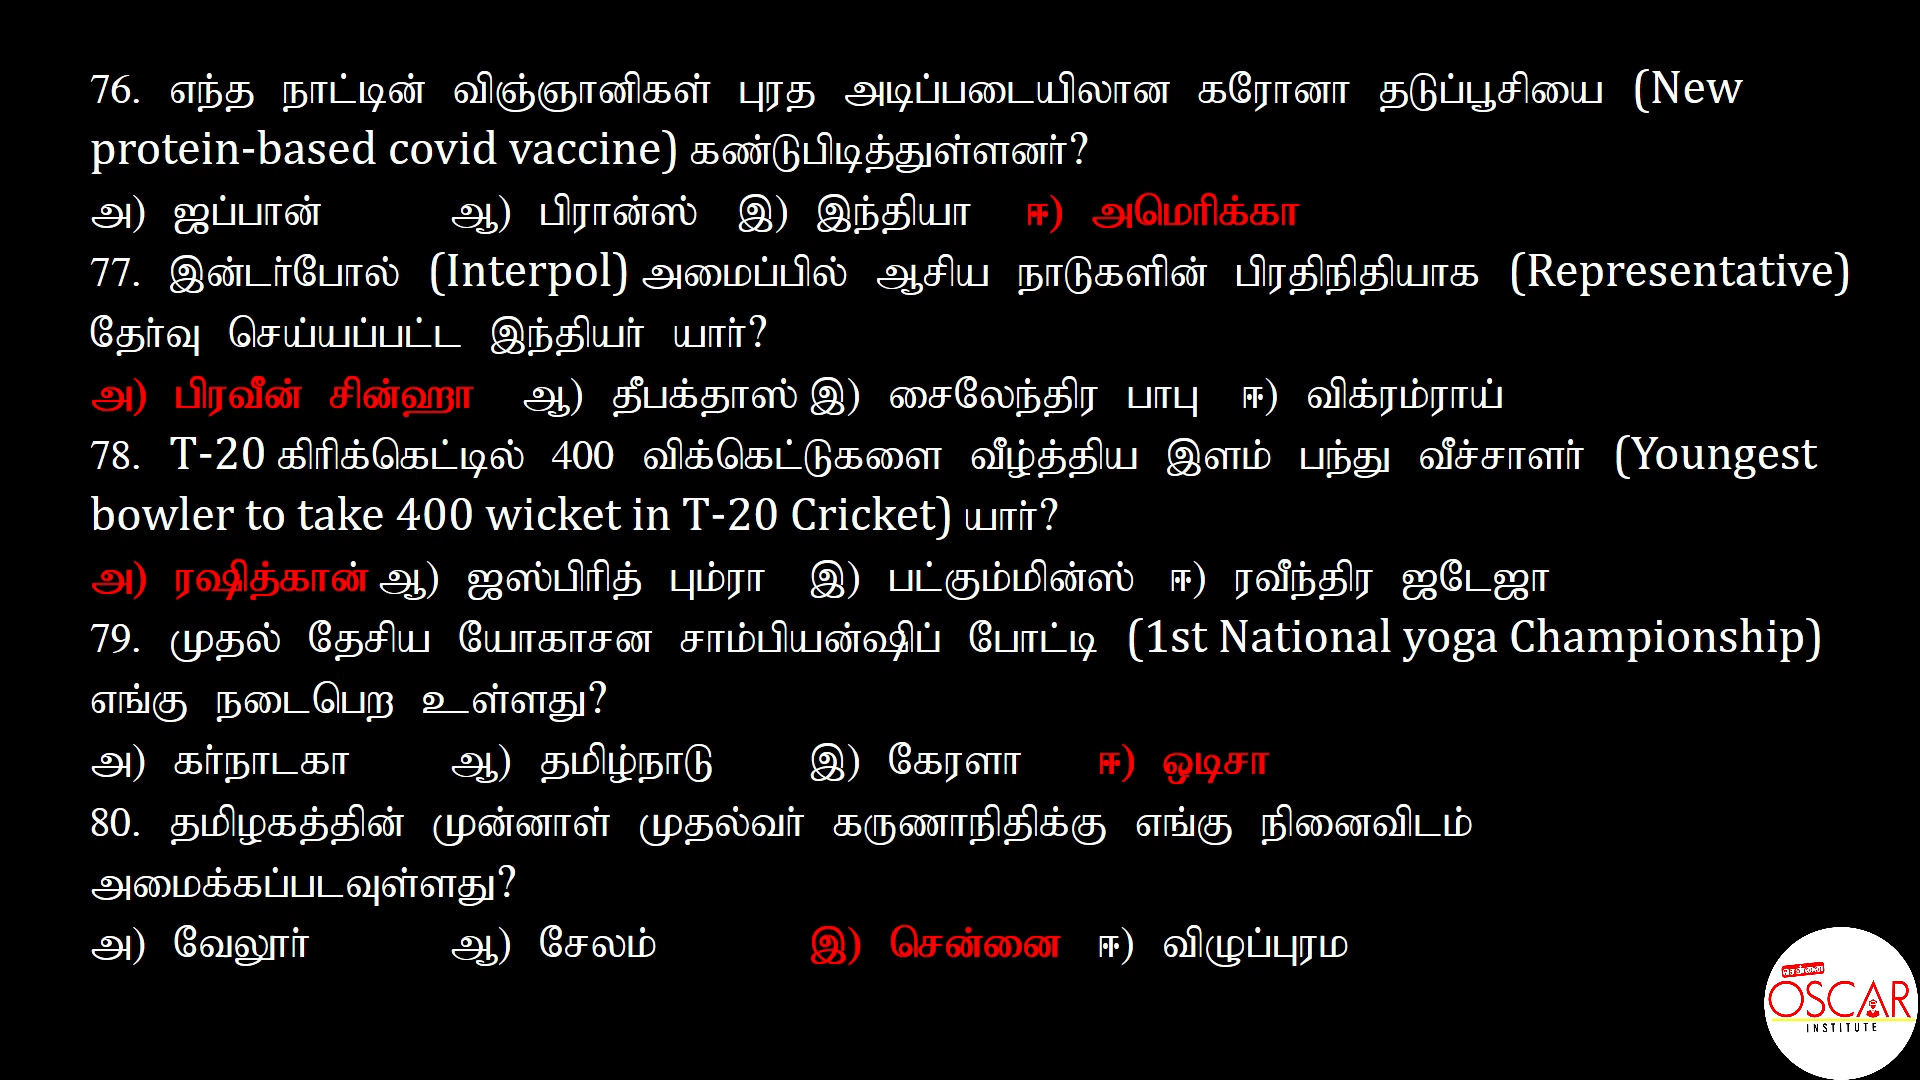 76. எந்த நாட்டின் விஞ்ஞானிகள் புரத அடிப்படையிலான கரோனா தடுப்பூசியை (New
protein-based covid vaccine) கண்டுபிடித்துள்ளனர்?
அ) ஜப்பான் ஆ) பிரான்ஸ் இ) இந்தியா ஈ) அமெரிக்கா
77. இன்டர்போல் (Interpol) அமைப்பில் ஆசிய நாடுகளின் பிரதிநிதியாக (Representative)
தேர்வு செய்யப்பட்ட இந்தியர் யார்?
அ) பிரவீன் சின்ஹா ஆ) தீபக்தாஸ் இ) சைலேந்திர பாபு ஈ) விக்ரம்ராய்
78. T-20 கிரிக்கெட்டில் 400 விக்கெட்டுகளை வீழ்த்திய இளம் பந்து வீச்சாளர் (Youngest
bowler to take 400 wicket in T-20 Cricket) யார்?
அ) ரஷித்கான் ஆ) ஜஸ்பிரித் பும்ரா இ) பட்கும்மின்ஸ் ஈ) ரவீந்திர ஜடேஜா
79. முதல் தேசிய யோகாசன சாம்பியன்ஷிப் போட்டி (1st National yoga Championship)
எங்கு நடைபெற உள்ளது?
அ) கர்நாடகா ஆ) தமிழ்நாடு இ) கேரளா ஈ) ஒடிசா
80. தமிழகத்தின் முன்னாள் முதல்வர் கருணாநிதிக்கு எங்கு நினைவிடம்
அமைக்கப்படவுள்ளது?
அ) வேலூர் ஆ) சேலம் இ) சென்னை ஈ) விழுப்புரம
சென்னை
OSCAR
INSTITUTE